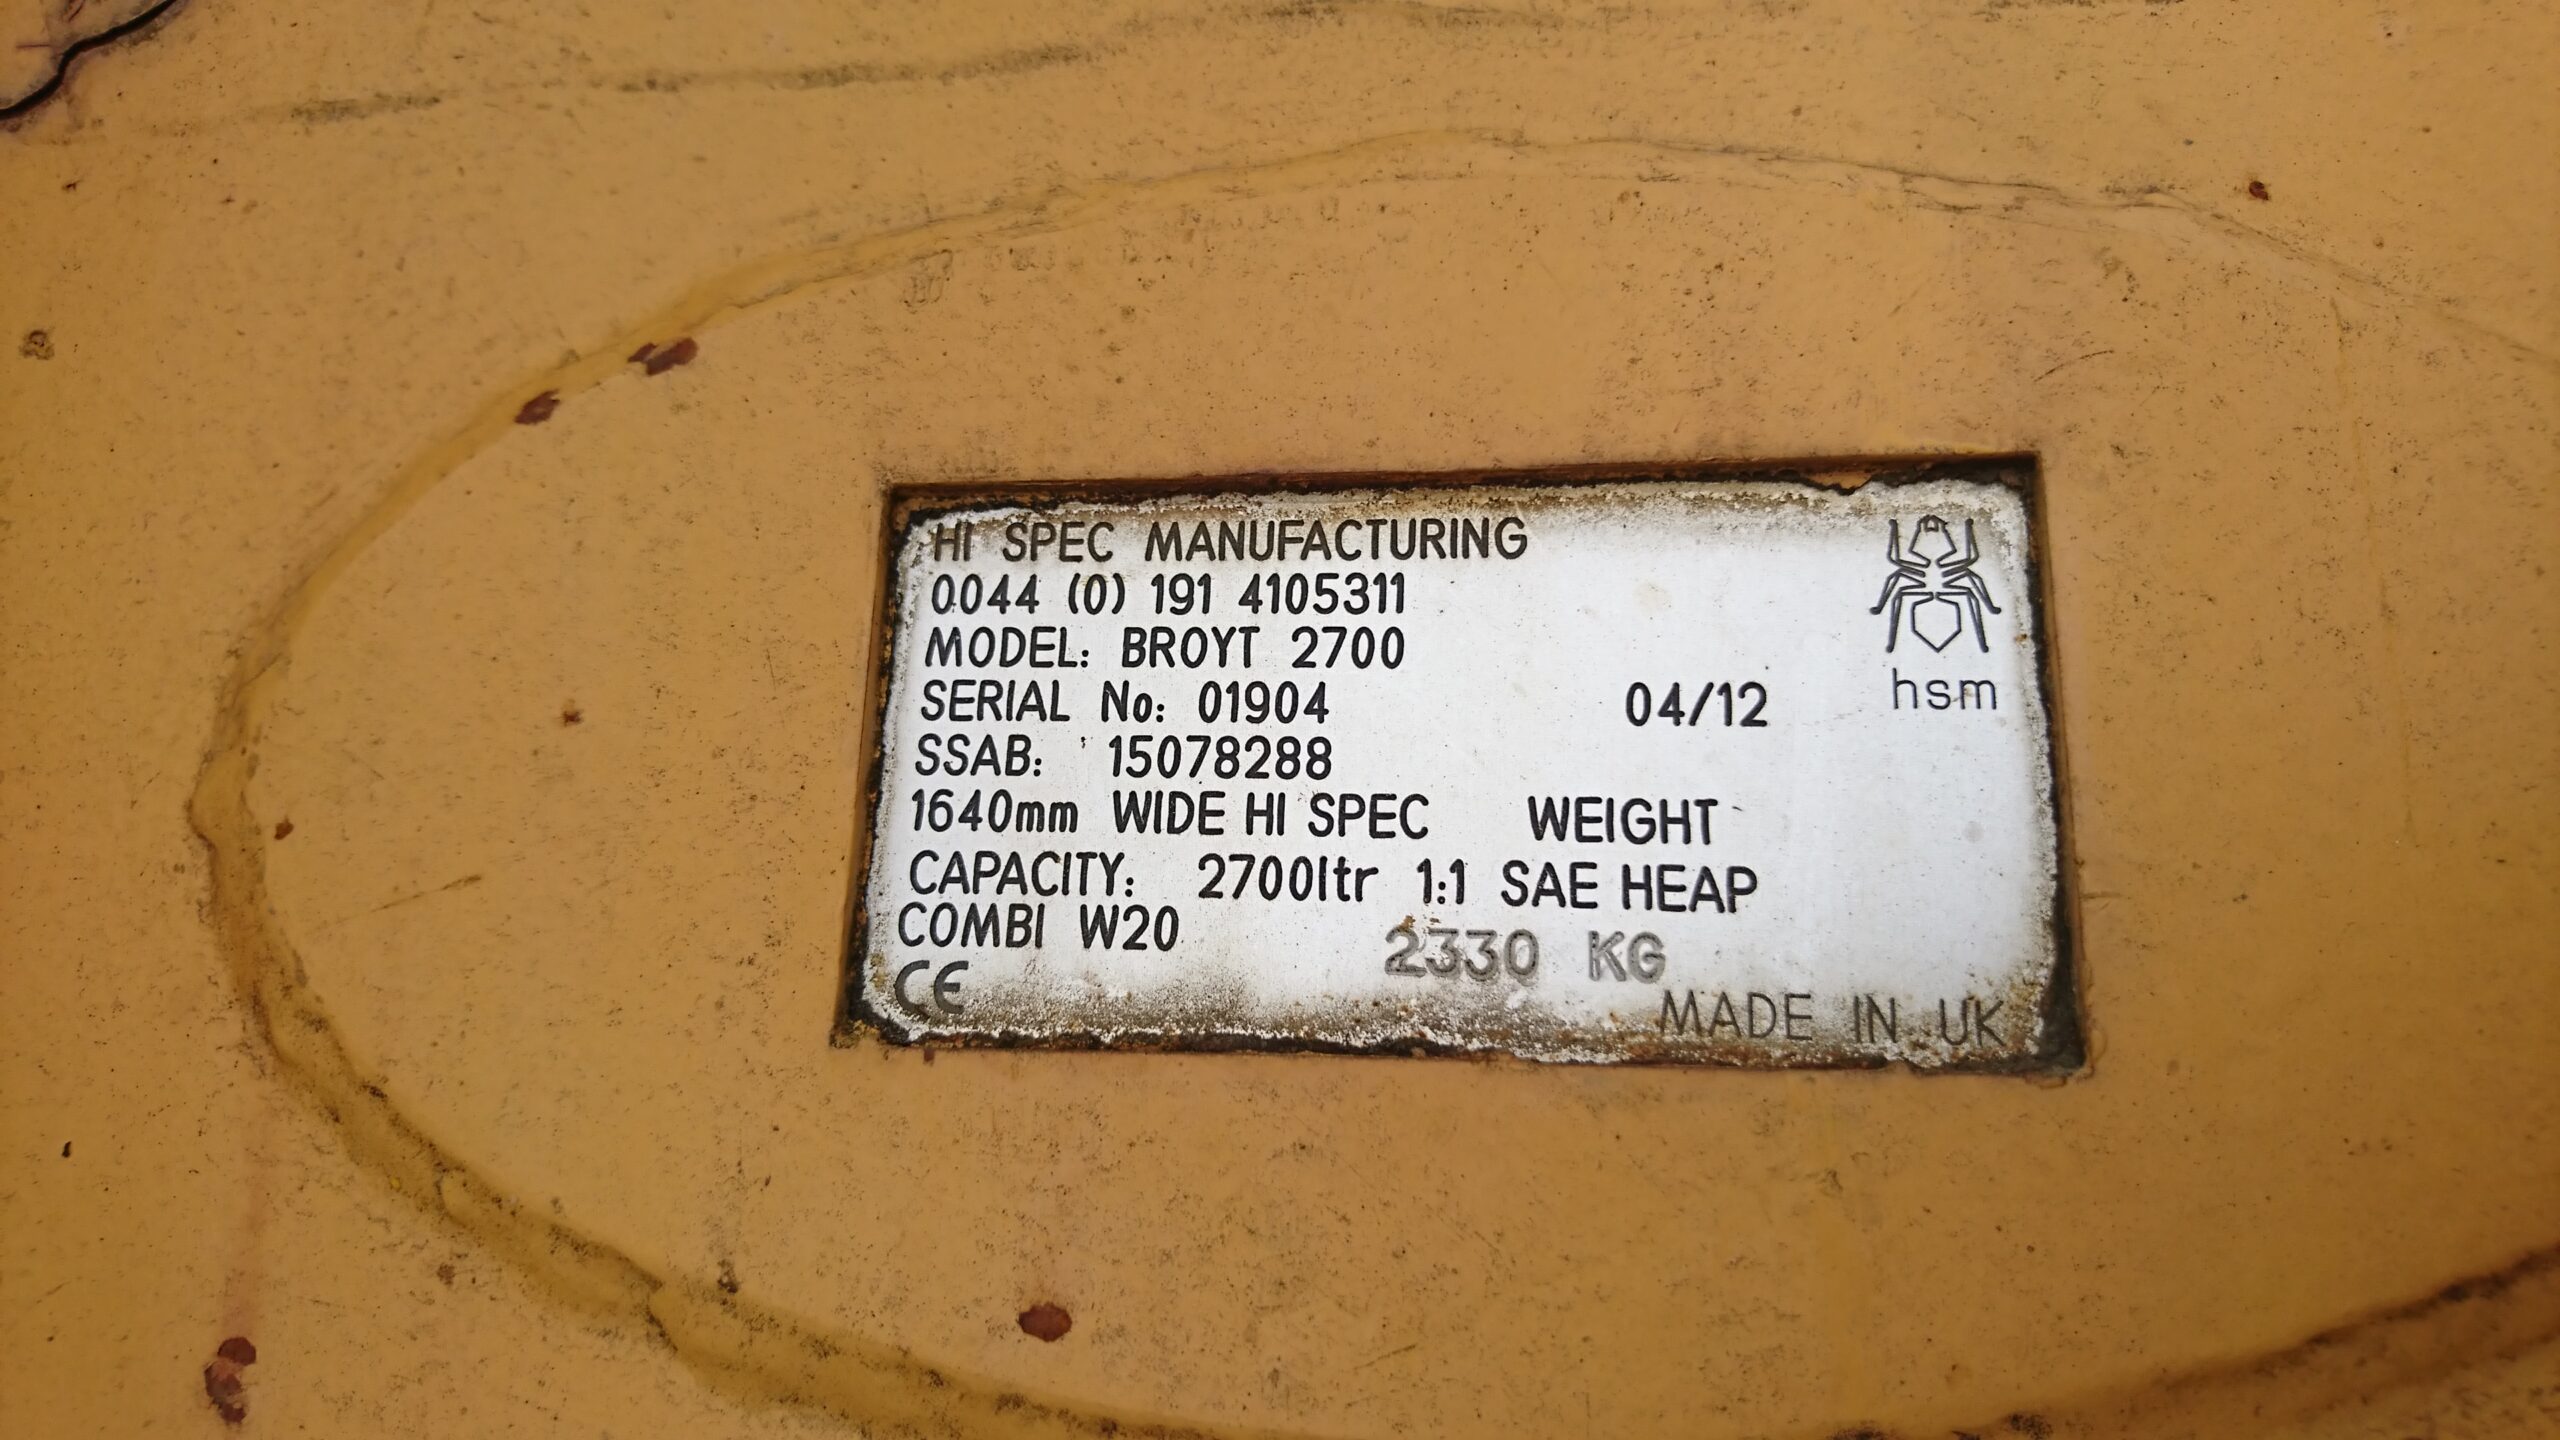 HI SPEC MANUFACTURING
0044 (0) 191 4105311
MODEL: BROYT 2700
SERIAL No: 01904 04/12
hsm
SSAB: 15078288
1640mm WIDE HI SPEC WEIGHT
CAPACITY: 2700ltr 1:1 SAE HEAP
COMBI W20 2330 KG
CE
MADE IN UK